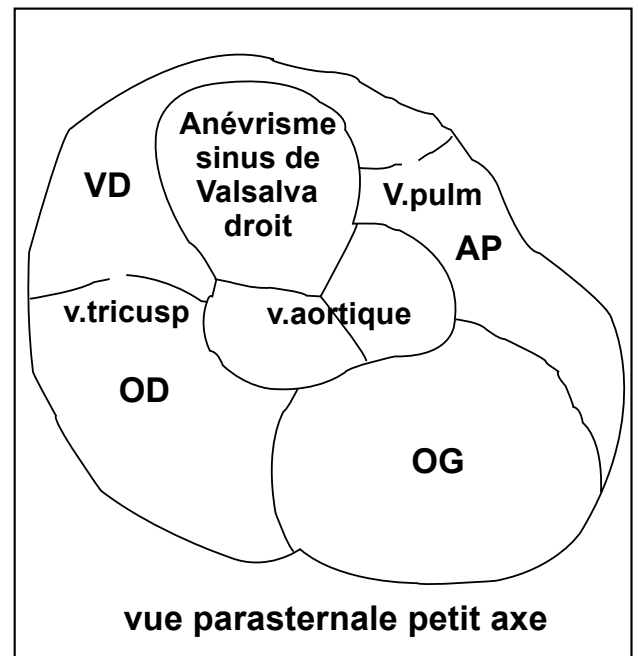 Anévrisme
sinus de
Valsalva
droit
VD
V.pulm
AP
v.tricusp
v.aortique
OD
OG
vue parasternale petit axe